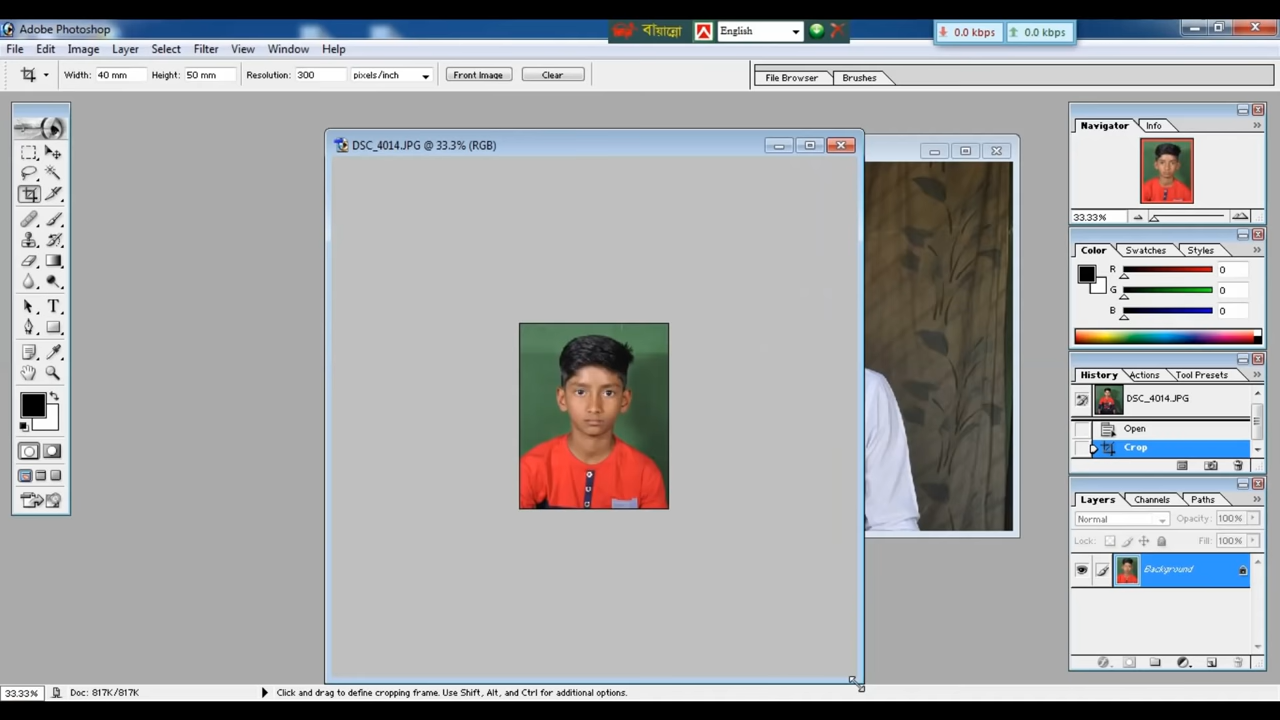 Adobe Photoshop
বায়ান্নো English
0.0 kbps 0.0 kbps
File Edit Image Layer Select Filter View Window Help
Width: 40 mm Height: 50 mm Resolution: 300 pixels/inch Front Image Clear
File Browser Brushes
DSC_4014.JPG @ 33.3% (RGB)
Navigator Info
33.33%
Color Swatches Styles
R 0
G 0
B 0
History Actions Tool Presets
DSC_4014.JPG
Open
Crop
Layers Channels Paths
Normal Opacity: 100%
Lock: Fill: 100%
Background
33.33% Doc: 817K/817K Click and drag to define cropping frame. Use Shift, Alt, and Ctrl for additional options.